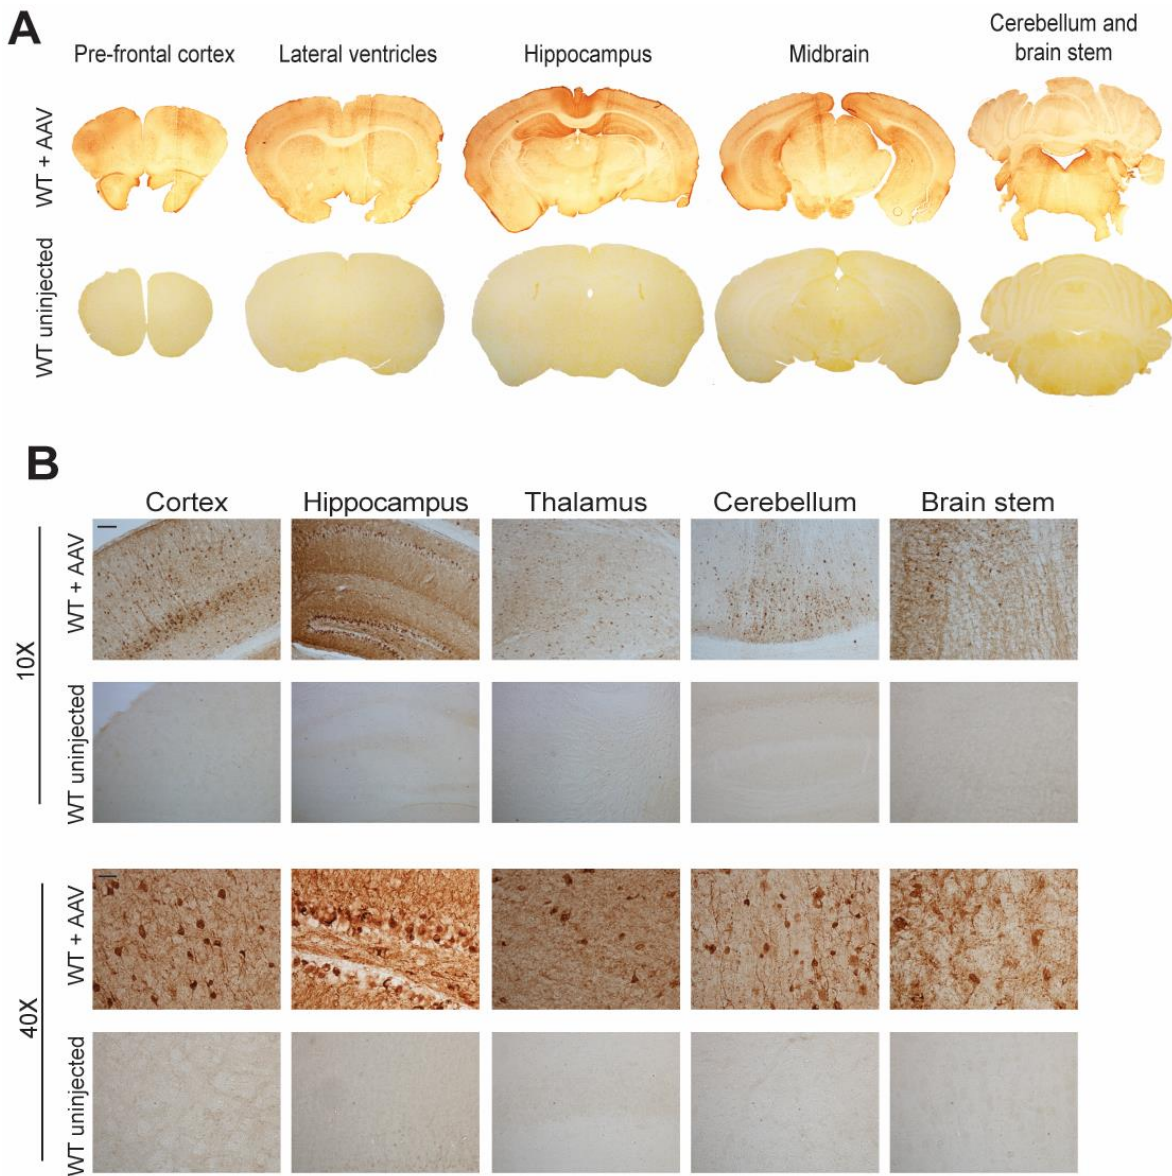 A
Pre-frontal cortex
Lateral ventricles
Hippocampus
Midbrain
Cerebellum and
brain stem
WT + AAV
WT uninjected
B
Cortex
Hippocampus
Thalamus
Cerebellum
Brain stem
10X
WT + AAV
WT uninjected
40X
WT + AAV
WT uninjected